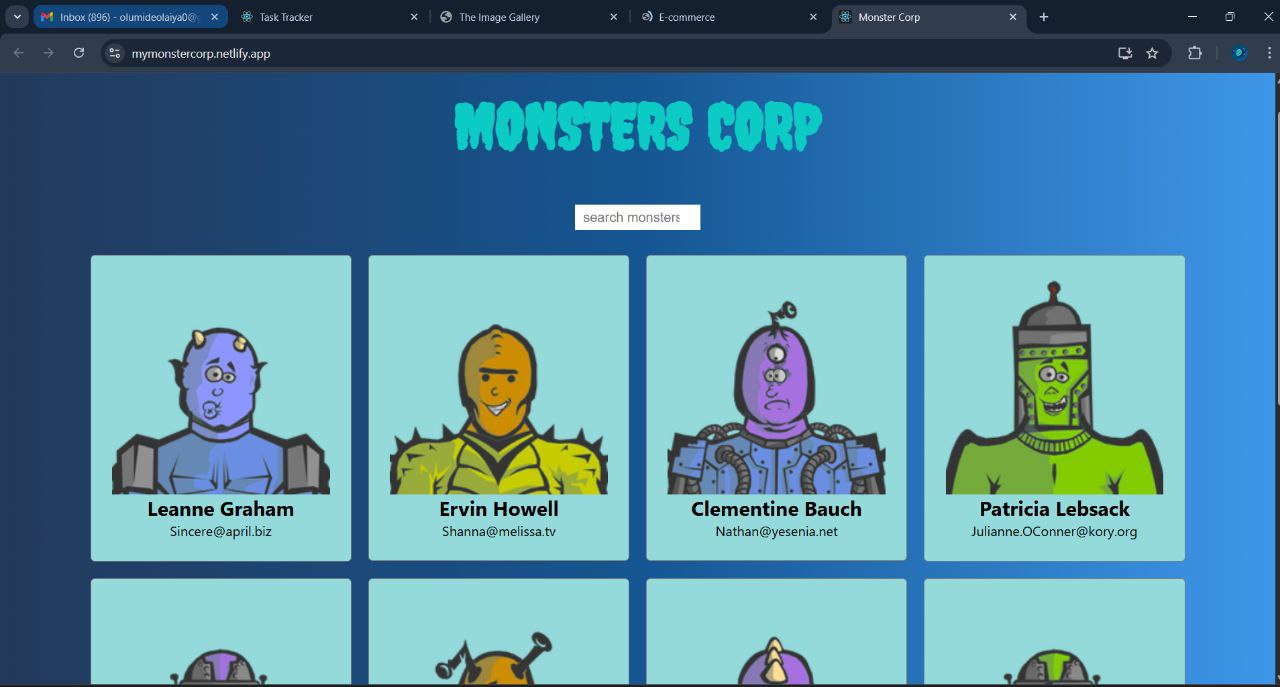 Inbox (896) - olumideolaiya0@
Task Tracker
The Image Gallery
E-commerce
Monster Corp
mymonstercorp.netlify.app
MONSTERS CORP
search monsters
Leanne Graham
Ervin Howell
Clementine Bauch
Patricia Lebsack
Sincere@april.biz
Shanna@melissa.tv
Nathan@yesenia.net
Julianne.OConner@kory.org